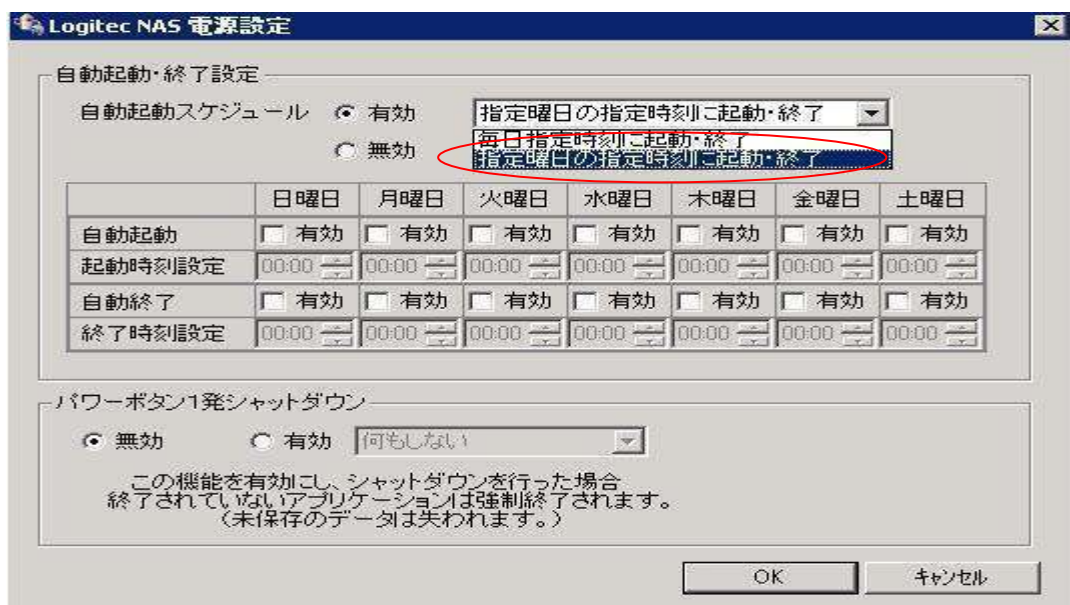 Logitec NAS 電源設定
自動起動・終了設定
自動起動スケジュール 有効 指定曜日の指定時刻に起動・終了
毎日指定時刻に起動・終了
無効 指定曜日の指定時刻に起動・終了
日曜日 月曜日 火曜日 水曜日 木曜日 金曜日 土曜日
自動起動 有効 有効 有効 有効 有効 有効 有効
起動時刻設定 00:00 00:00 00:00 00:00 00:00 00:00 00:00
自動終了 有効 有効 有効 有効 有効 有効 有効
終了時刻設定 00:00 00:00 00:00 00:00 00:00 00:00 00:00
パワーボタン1発シャットダウン
無効 有効 何もしない
この機能を有効にし、シャットダウンを行った場合
終了されていないアプリケーションは強制終了されます。
(未保存のデータは失われます。)
OK キャンセル